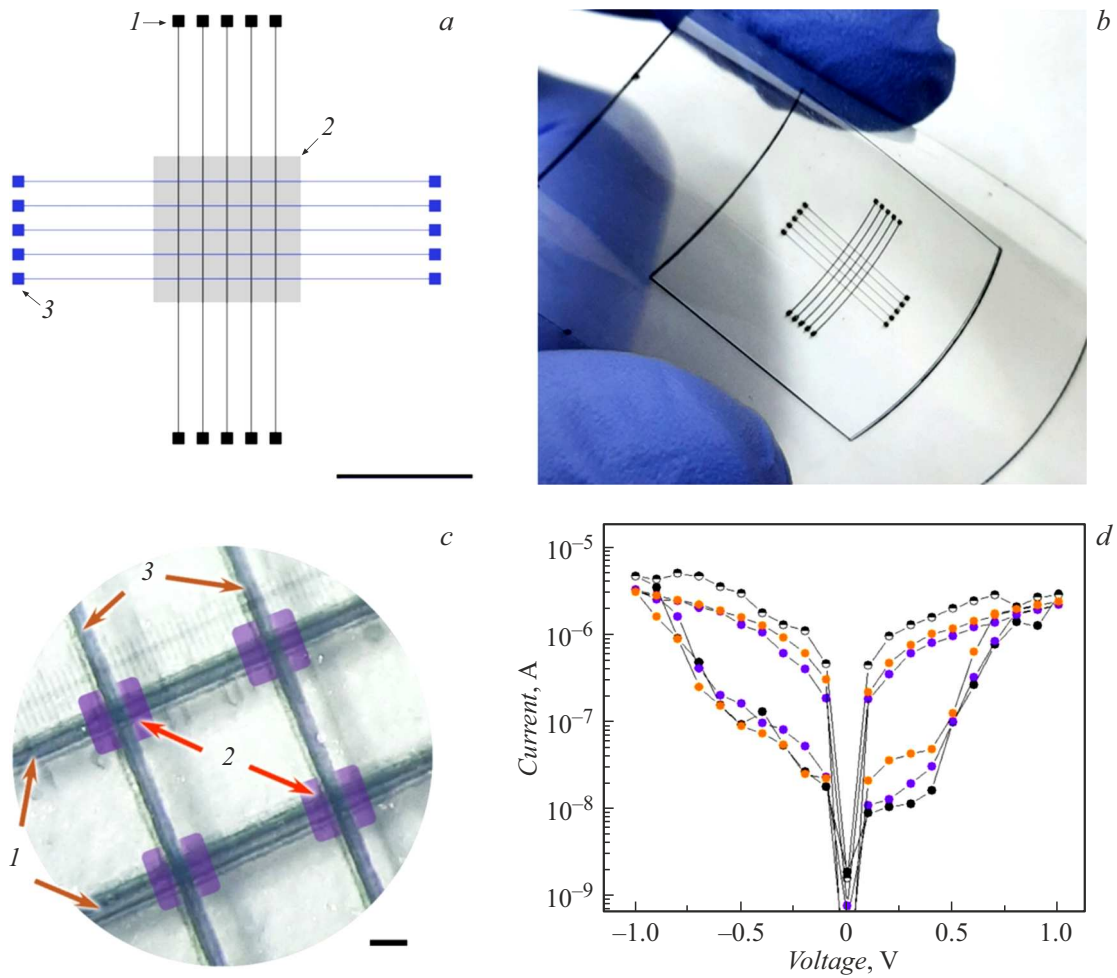 a
1
2
3
b
c
3
2
1
d
Current, A
10⁻⁵
10⁻⁶
10⁻⁷
10⁻⁸
10⁻⁹
–1.0 –0.5 0 0.5 1.0
Voltage, V